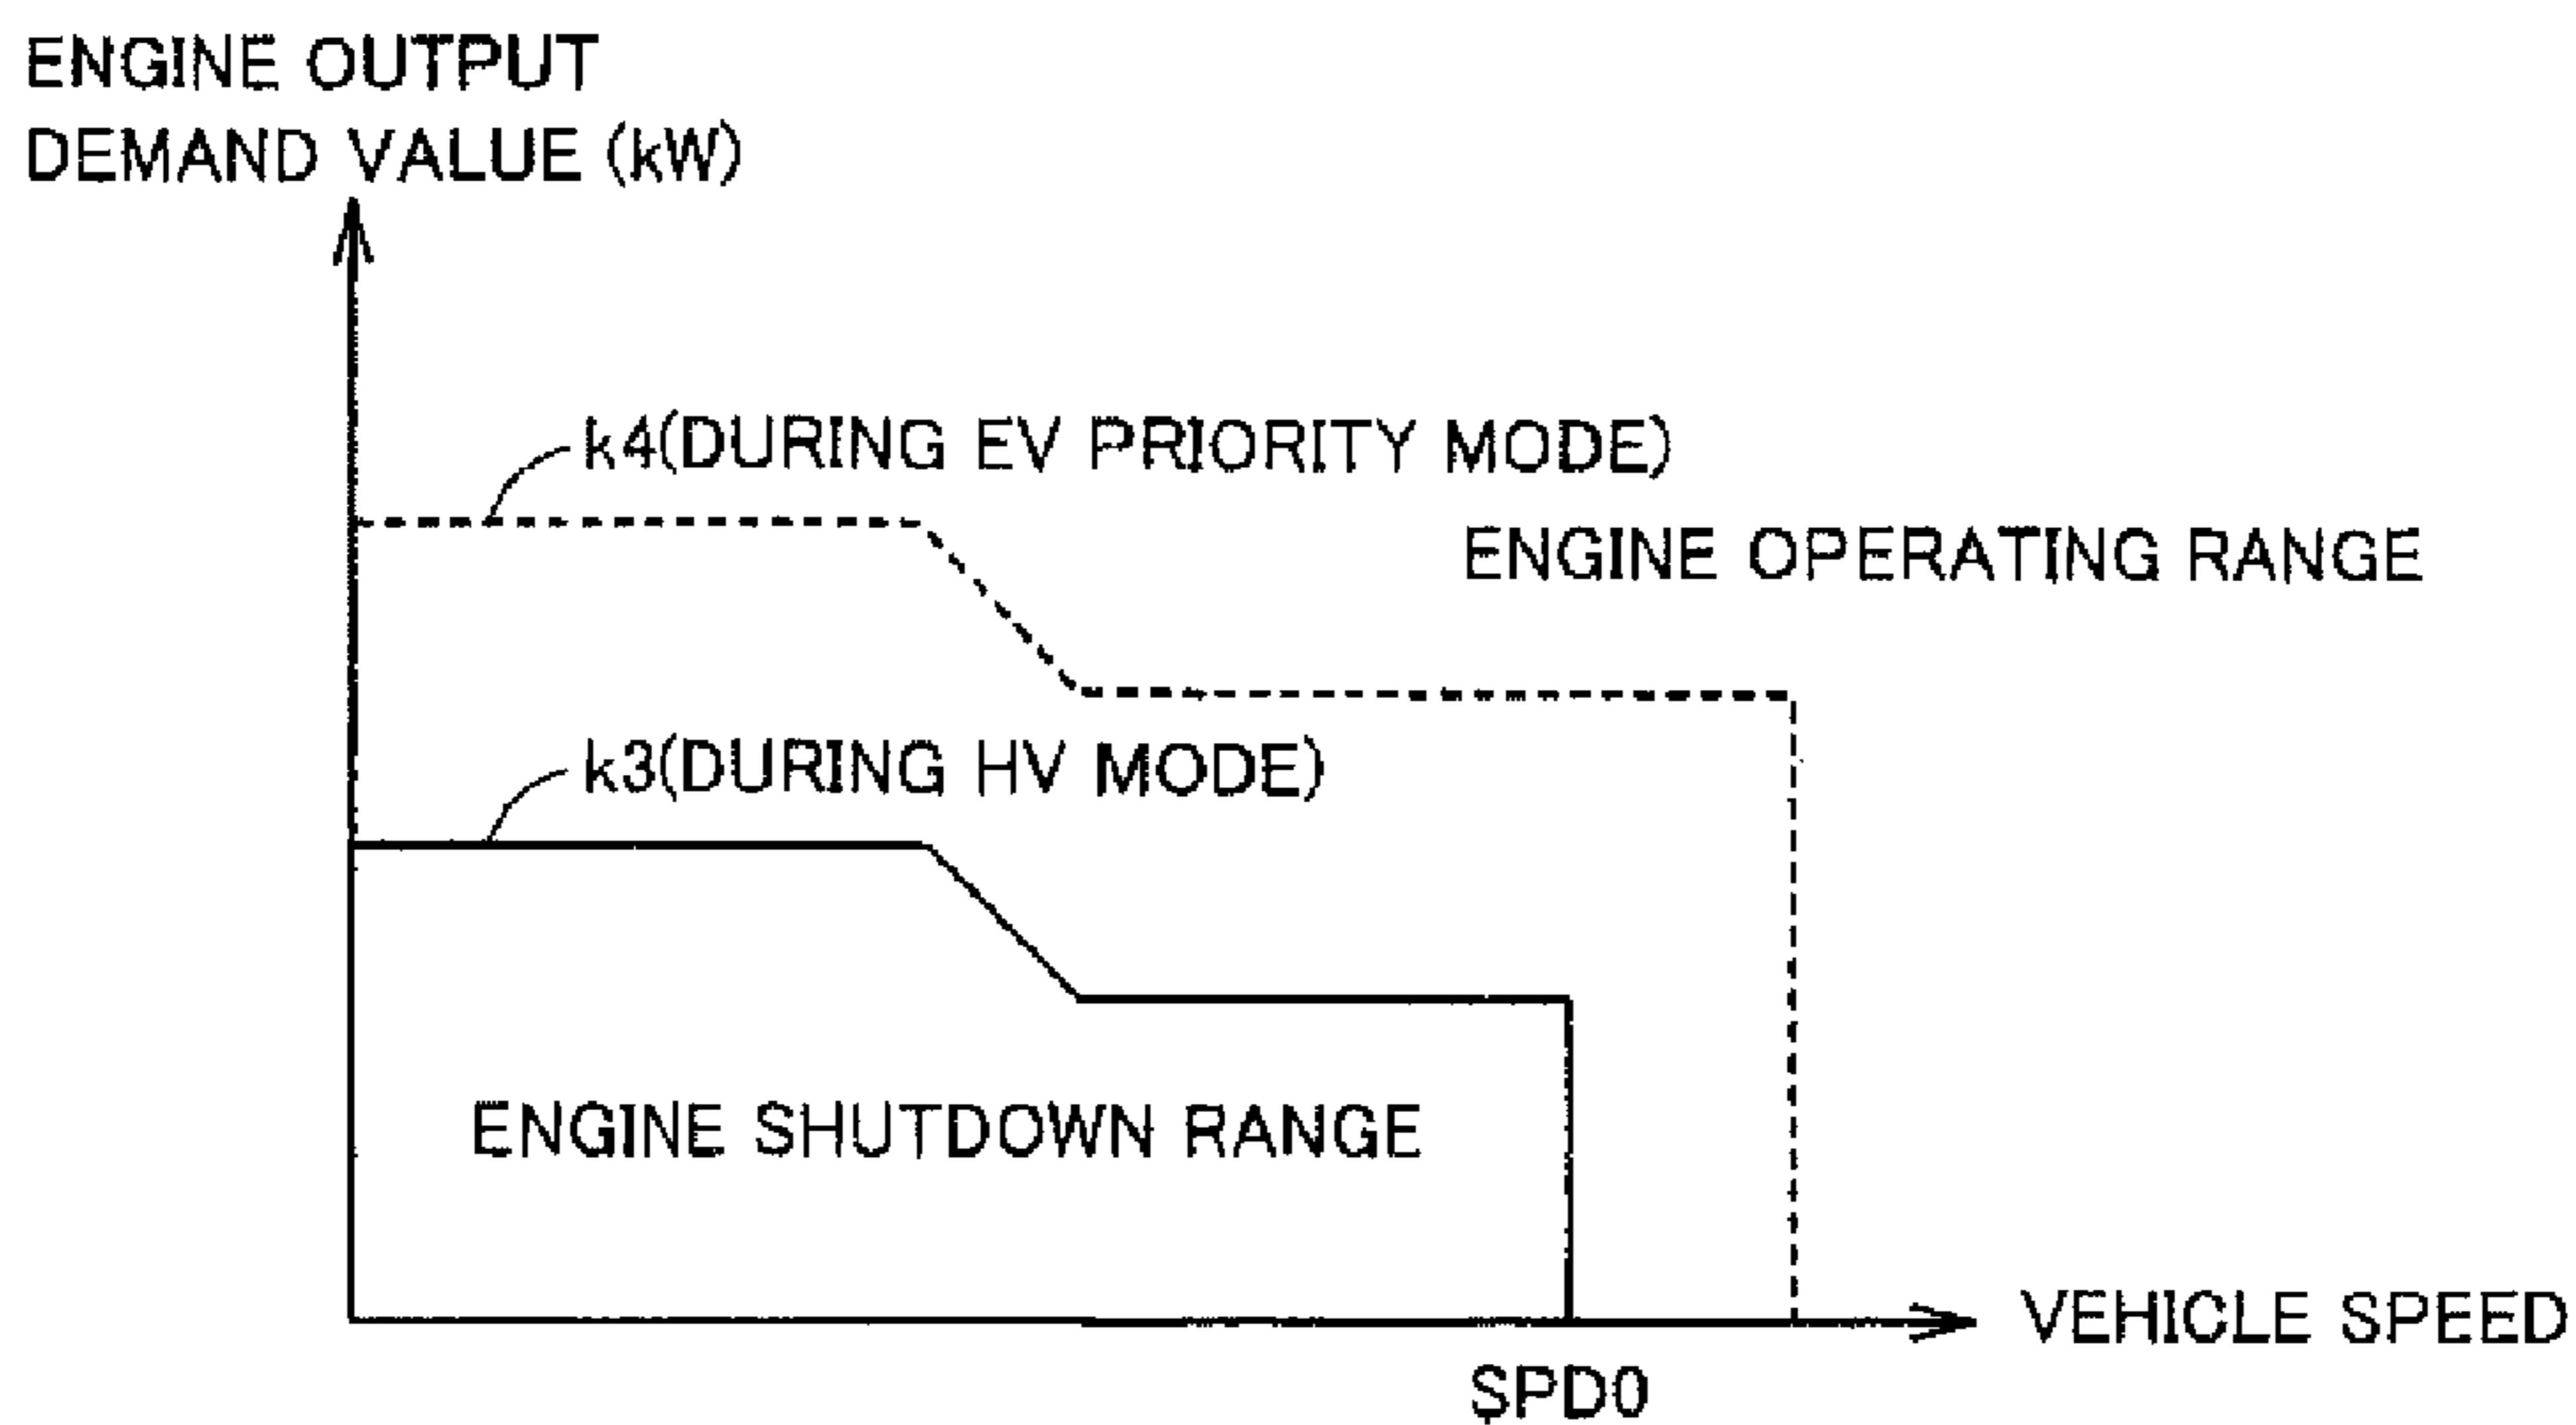 ENGINE OUTPUT
DEMAND VALUE (kW)
k4(DURING EV PRIORITY MODE)
ENGINE OPERATING RANGE
k3(DURING HV MODE)
ENGINE SHUTDOWN RANGE
VEHICLE SPEED
SPD0